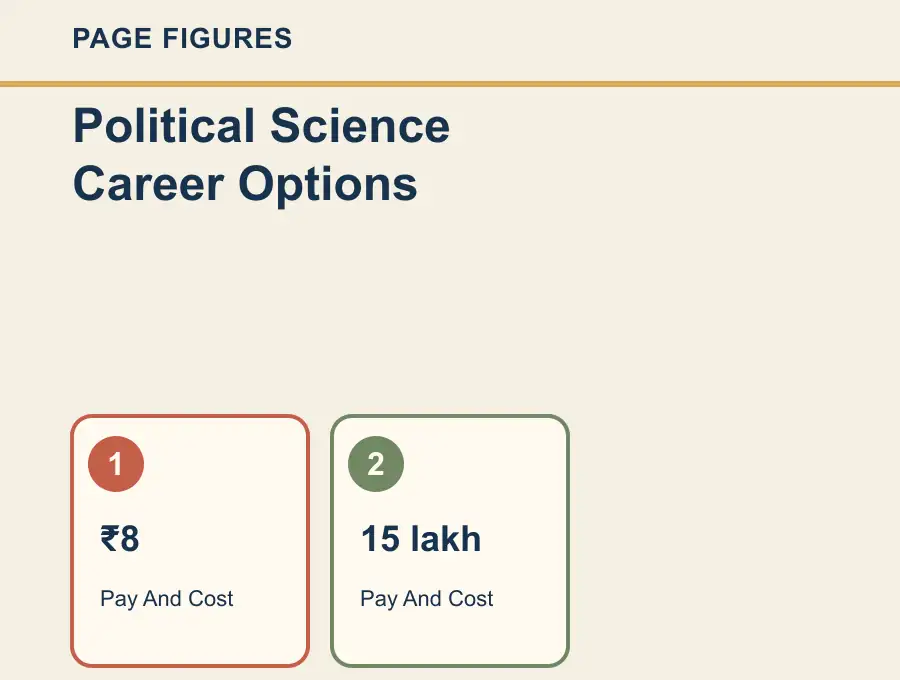 PAGE FIGURES
Political Science
Career Options
1
2
₹8
15 lakh
Pay And Cost
Pay And Cost